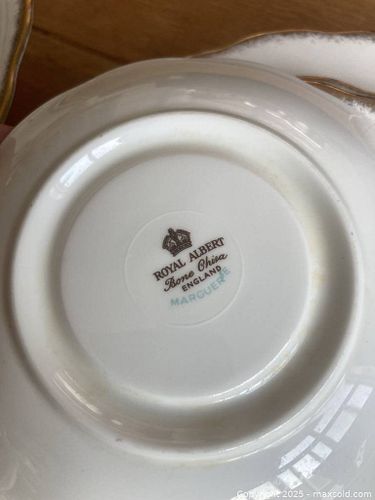 ROYAL ALBERT
Bone China
ENGLAND
MARGUERITE
Copyright 2025 - maxsold.com